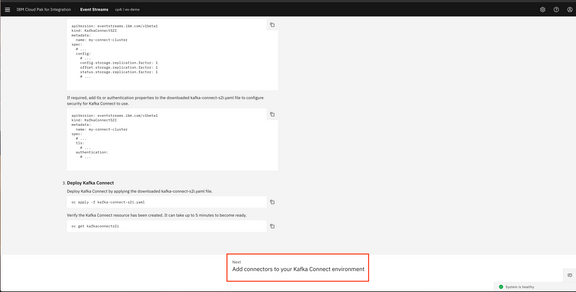 IBM Cloud Pak for Integration
Event Streams
cp4i | es-demo
apiVersion: eventstreams.ibm.com/v1beta1
kind: KafkaConnectS2I
metadata:
name: my-connect-cluster
spec:
# ...
config:
# ...
config.storage.replication.factor: 1
offset.storage.replication.factor: 1
status.storage.replication.factor: 1
# ...
If required, add tls or authentication properties to the downloaded kafka-connect-s2i.yaml file to configure
security for Kafka Connect to use.
apiVersion: eventstreams.ibm.com/v1beta1
kind: KafkaConnectS2I
metadata:
name: my-connect-cluster
spec:
# ...
tls:
# ...
authentication:
# ...
3. Deploy Kafka Connect
Deploy Kafka Connect by applying the downloaded kafka-connect-s2i.yaml file.
oc apply -f kafka-connect-s2i.yaml
Verify the Kafka Connect resource has been created. It can take up to 5 minutes to become ready.
oc get kafkaconnects2i
Next
Add connectors to your Kafka Connect environment
System is healthy